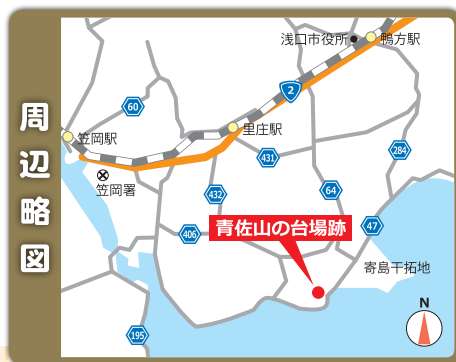 周辺略図
浅口市役所
鴨方駅
2
60
笠岡駅
里庄駅
431
284
笠岡署
432
64
406
青佐山の台場跡
47
寄島干拓地
195
N